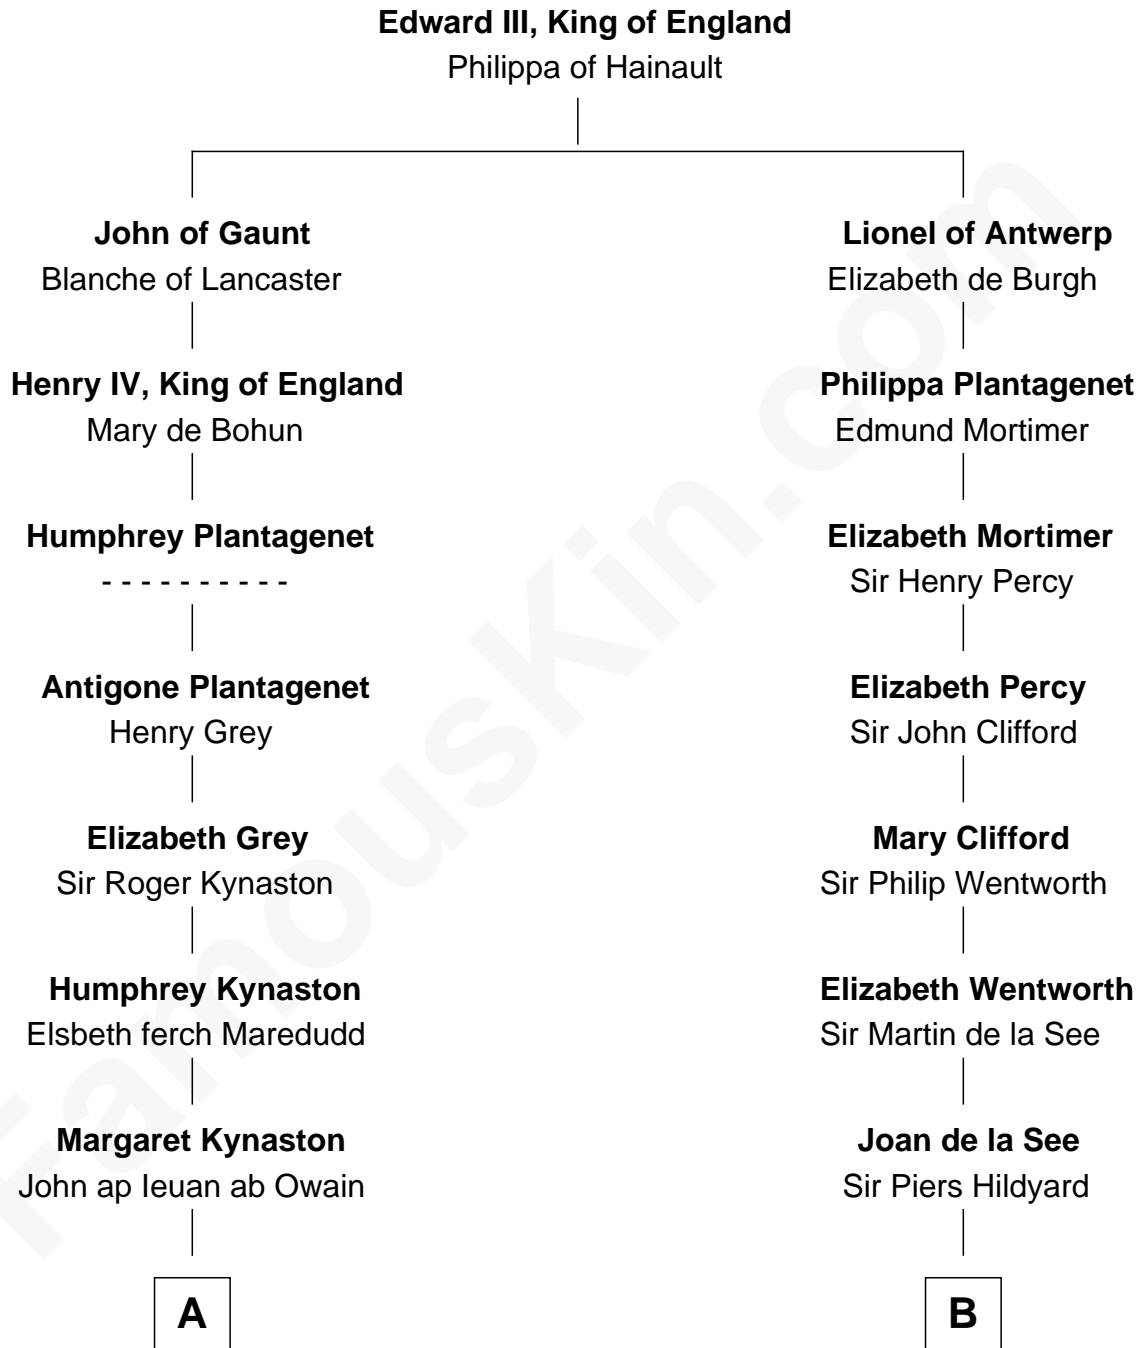 Edward III, King of England
Philippa of Hainault
John of Gaunt
Blanche of Lancaster
Lionel of Antwerp
Elizabeth de Burgh
Henry IV, King of England
Mary de Bohun
Philippa Plantagenet
Edmund Mortimer
Humphrey Plantagenet
- - - - - - - - - -
Elizabeth Mortimer
Sir Henry Percy
Antigone Plantagenet
Henry Grey
Elizabeth Percy
Sir John Clifford
Elizabeth Grey
Sir Roger Kynaston
Mary Clifford
Sir Philip Wentworth
Humphrey Kynaston
Elsbeth ferch Maredudd
Elizabeth Wentworth
Sir Martin de la See
Margaret Kynaston
John ap Ieuan ab Owain
Joan de la See
Sir Piers Hildyard
A
B
FamousKin.com